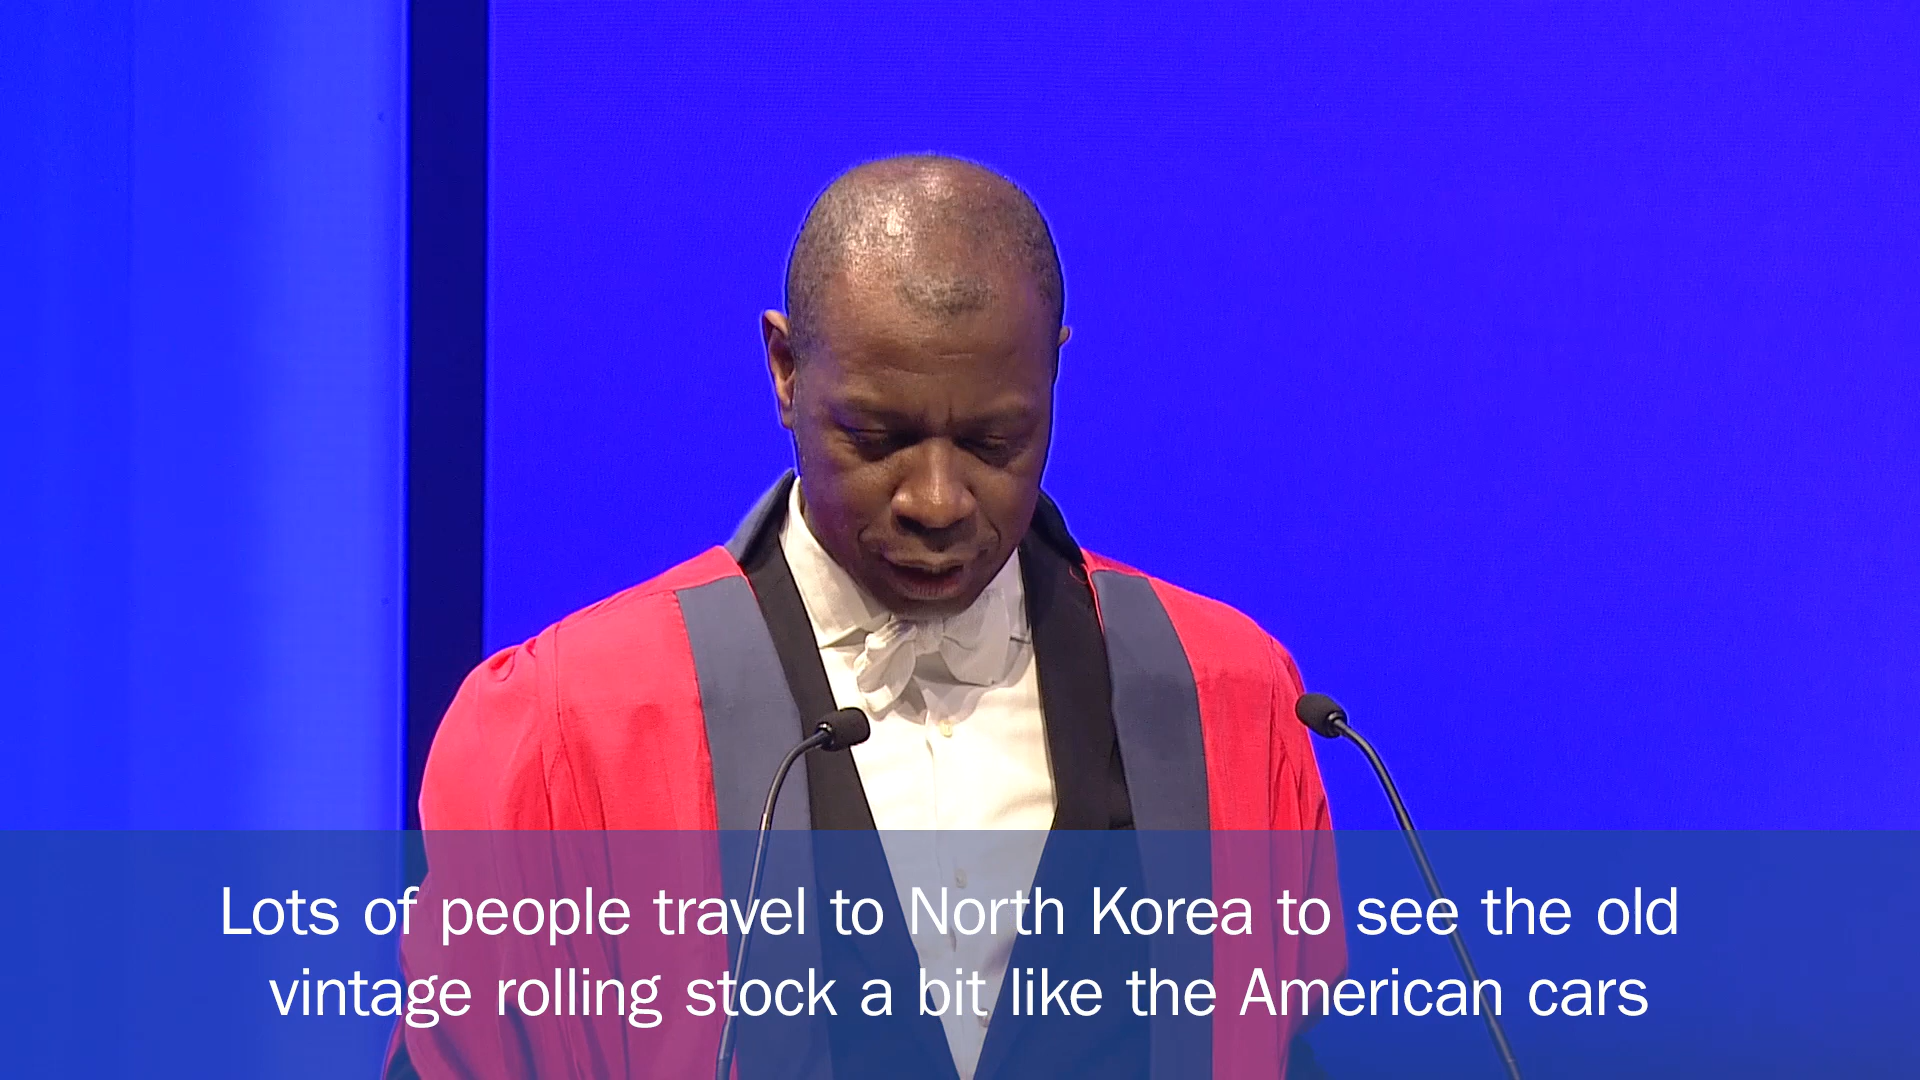 Lots of people travel to North Korea to see the old
vintage rolling stock a bit like the American cars